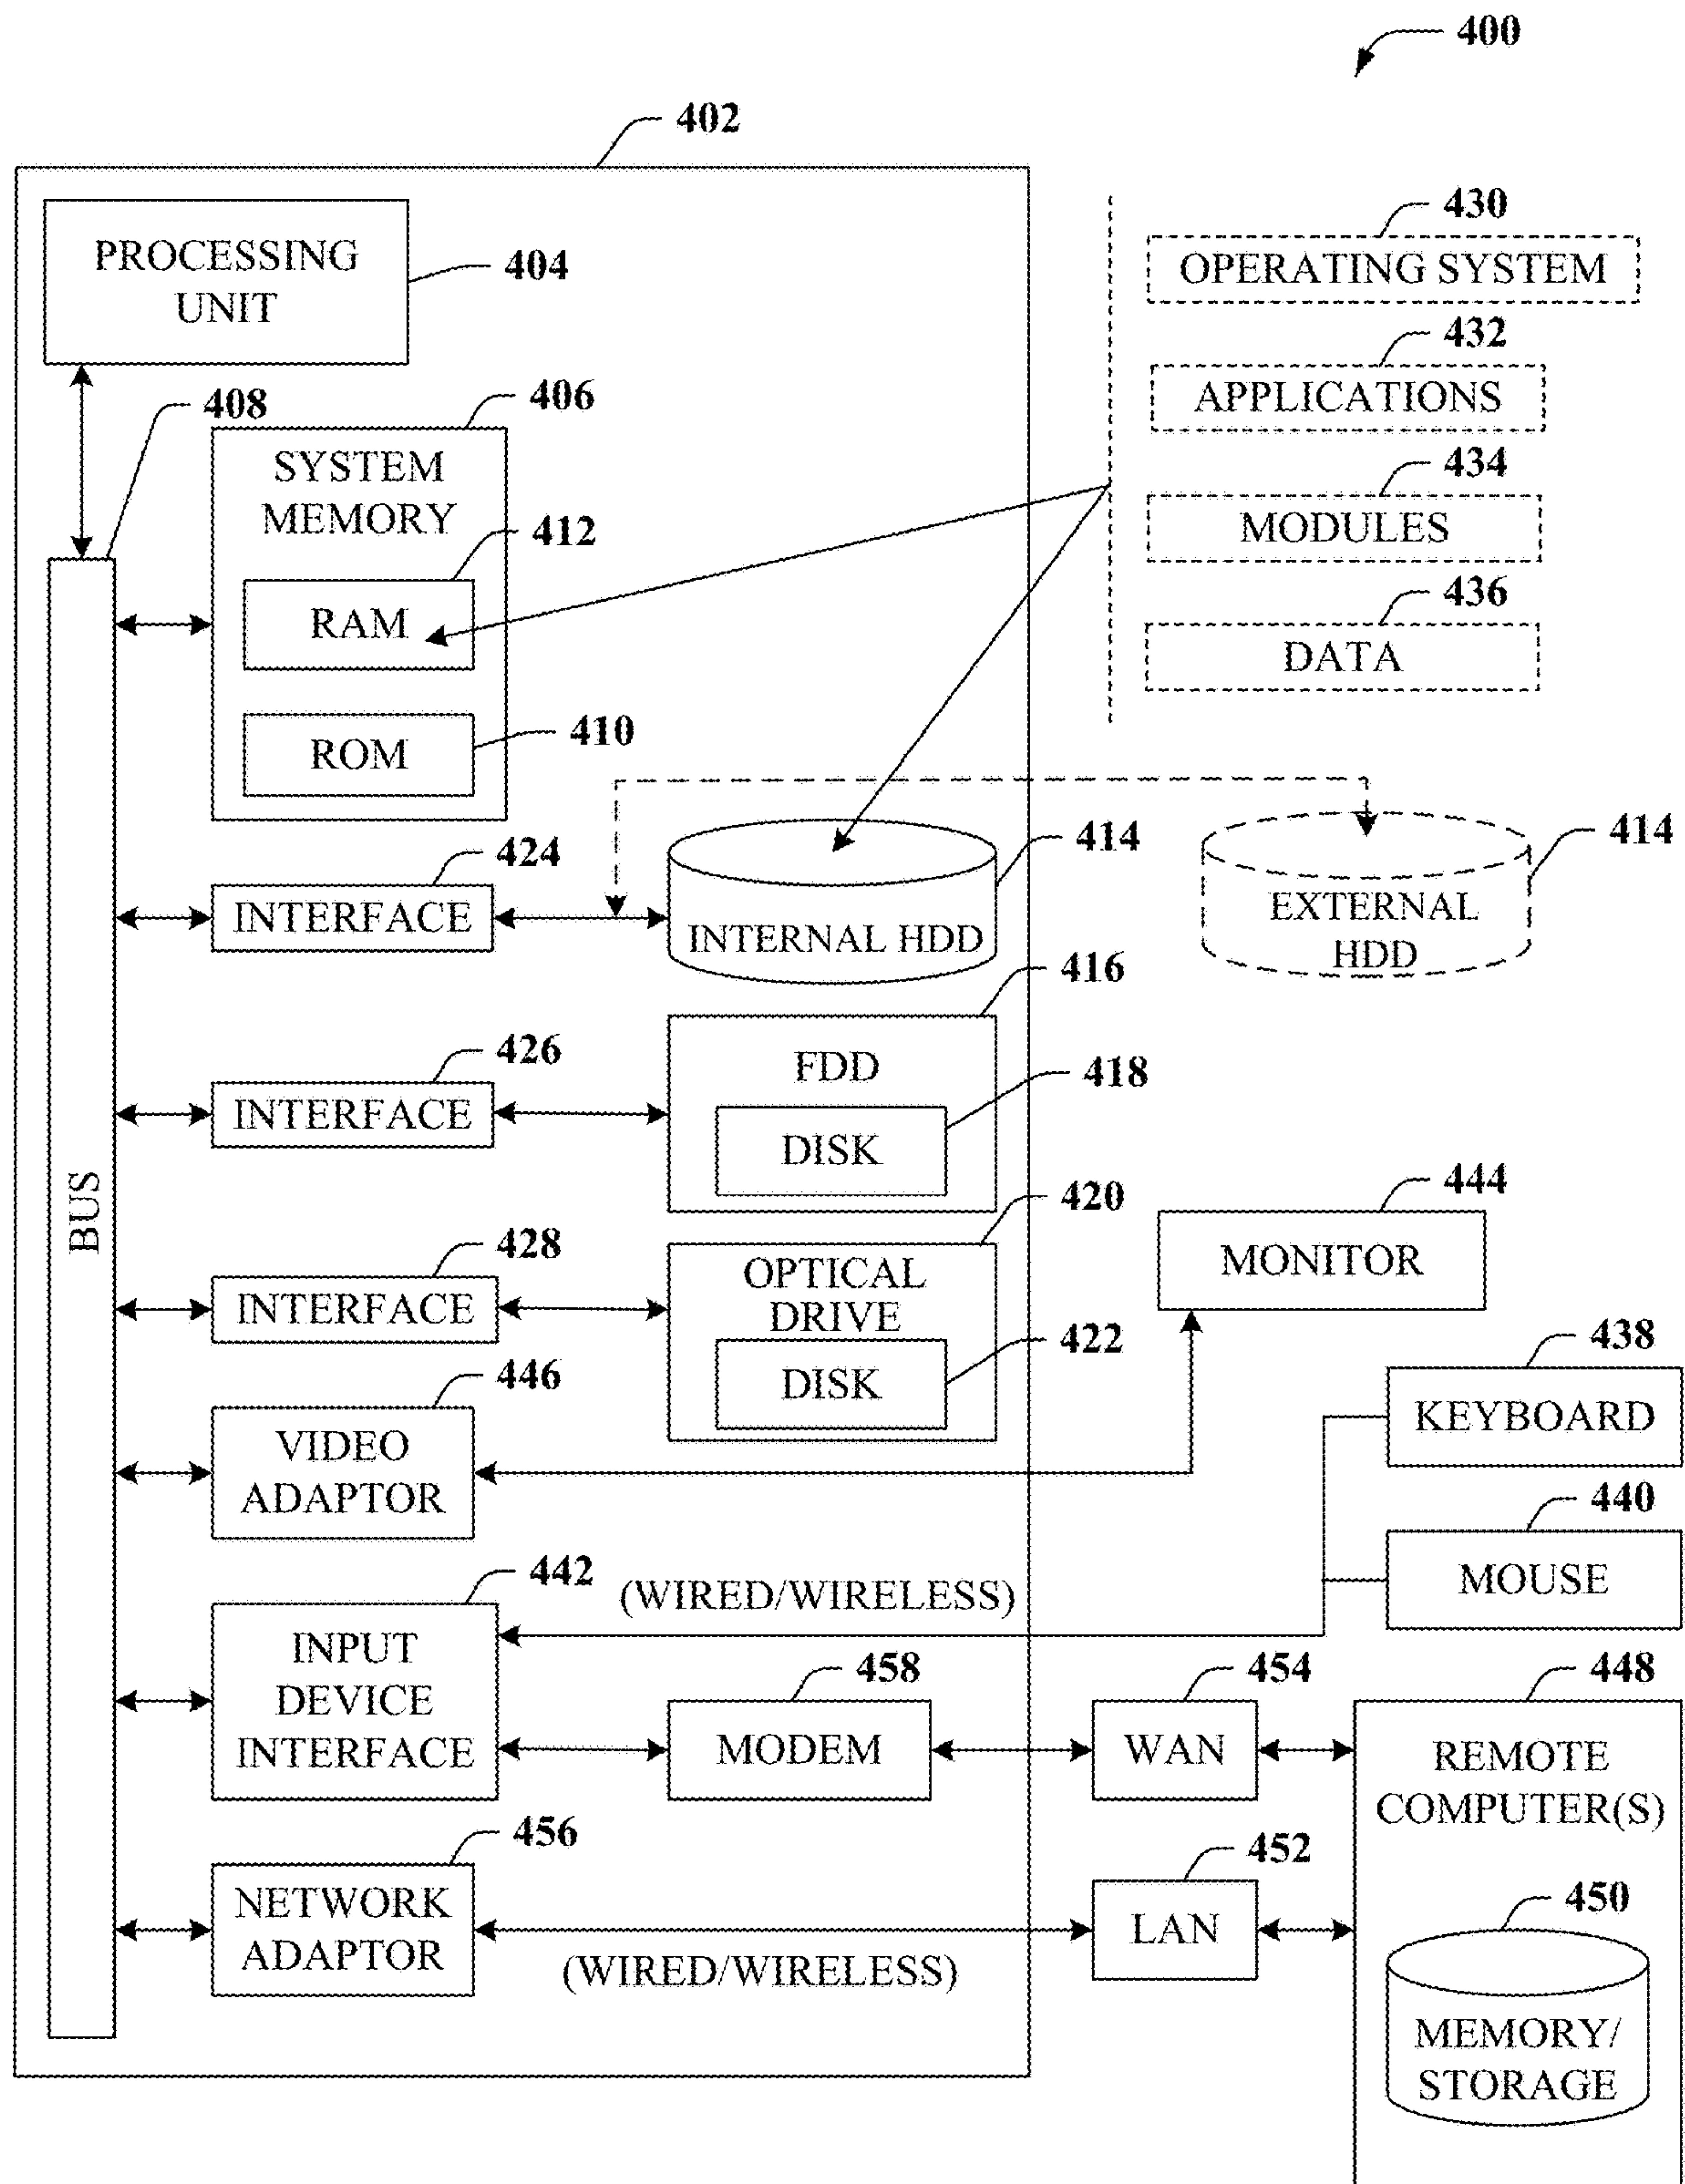 400
402
PROCESSING
UNIT
404
430
OPERATING SYSTEM
432
APPLICATIONS
434
MODULES
436
DATA
408
406
SYSTEM
MEMORY
412
RAM
410
ROM
BUS
424
INTERFACE
414
INTERNAL HDD
414
EXTERNAL
HDD
426
INTERFACE
416
FDD
418
DISK
428
INTERFACE
420
OPTICAL
DRIVE
422
DISK
444
MONITOR
446
VIDEO
ADAPTOR
438
KEYBOARD
440
MOUSE
442
(WIRED/WIRELESS)
INPUT
DEVICE
INTERFACE
458
MODEM
454
WAN
448
REMOTE
COMPUTER(S)
456
NETWORK
ADAPTOR
(WIRED/WIRELESS)
452
LAN
450
MEMORY/
STORAGE